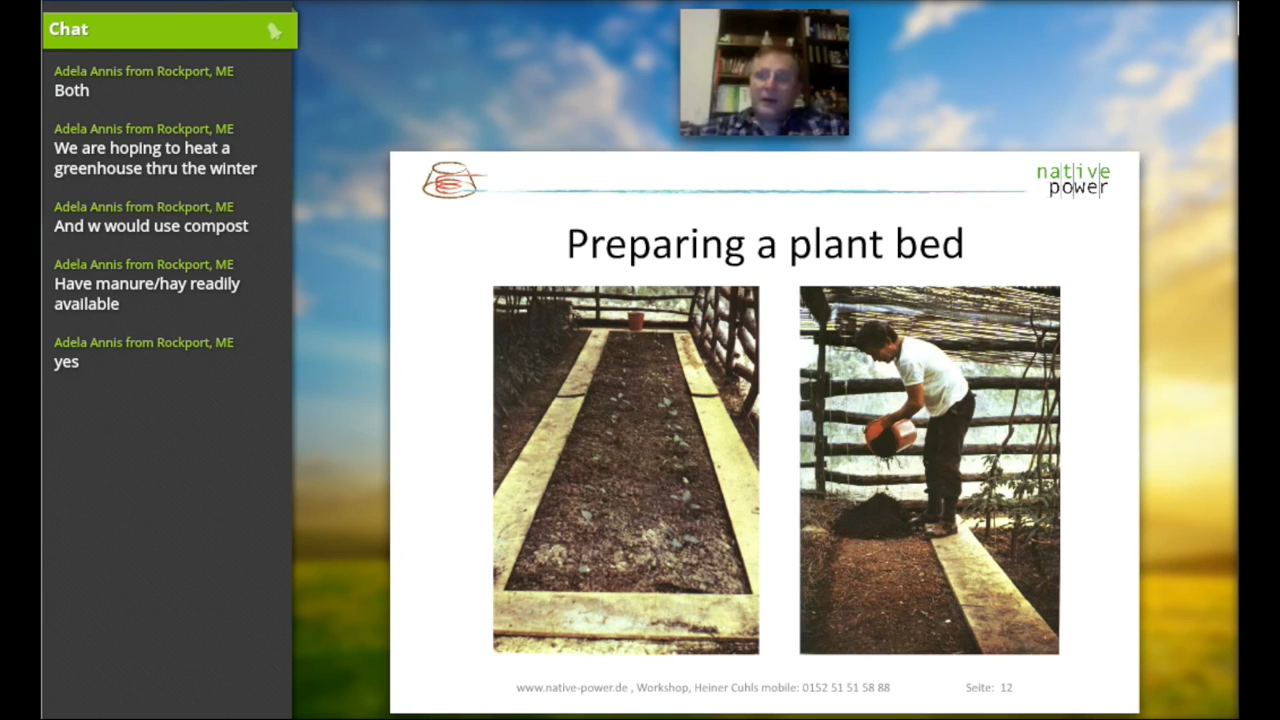 Chat
Adela Annis from Rockport, ME
Both
Adela Annis from Rockport, ME
We are hoping to heat a
greenhouse thru the winter
Adela Annis from Rockport, ME
And w would use compost
Adela Annis from Rockport, ME
Have manure/hay readily
available
Adela Annis from Rockport, ME
yes
native
power
Preparing a plant bed
www.native-power.de , Workshop, Heiner Cuhls mobile: 0152 51 51 58 88
Seite: 12